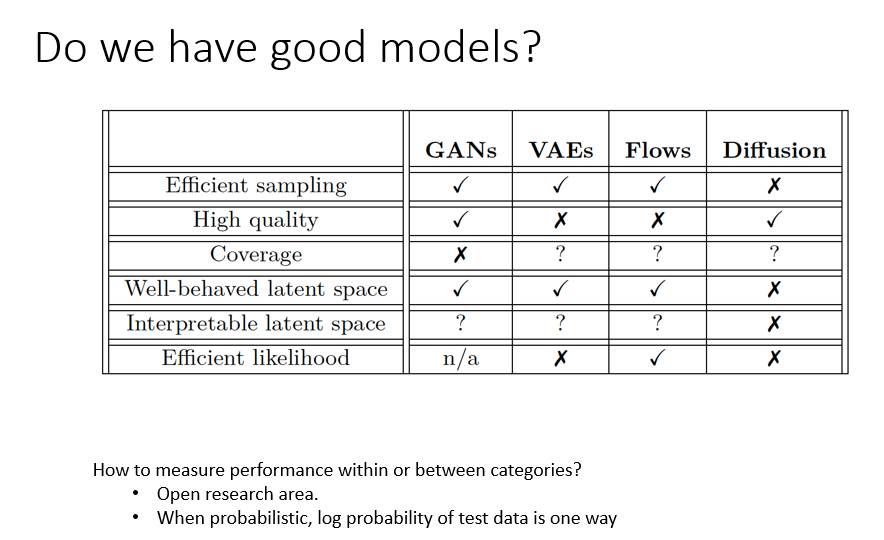 Do we have good models?
GANs VAEs Flows Diffusion
Efficient sampling ✓ ✓ ✓ ✗
High quality ✓ ✗ ✗ ✓
Coverage ✗ ? ? ?
Well-behaved latent space ✓ ✓ ✓ ✗
Interpretable latent space ? ? ? ✗
Efficient likelihood n/a ✗ ✓ ✗
How to measure performance within or between categories?
• Open research area.
• When probabilistic, log probability of test data is one way